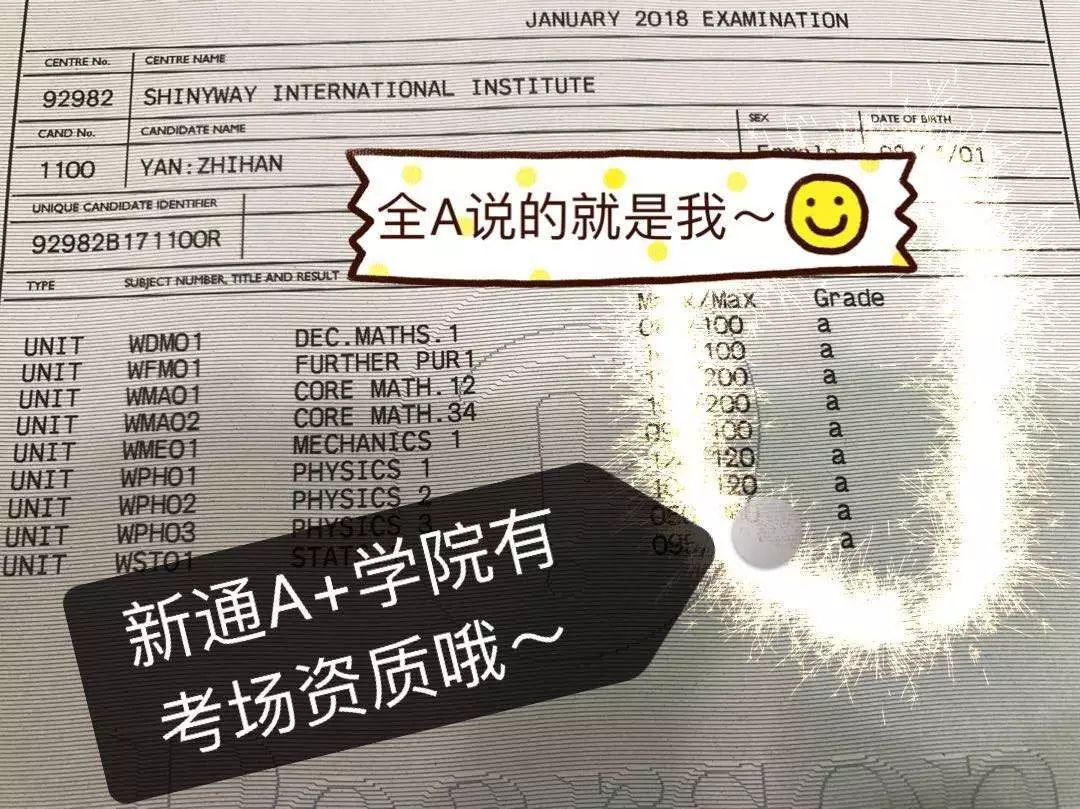 JANUARY 2018 EXAMINATION
CENTRE No. CENTRE NAME
92982 SHINYWAY INTERNATIONAL INSTITUTE
CAND No. CANDIDATE NAME SEX DATE OF BIRTH
1100 YAN:ZHIHAN Female /01
全A说的就是我~
UNIQUE CANDIDATE IDENTIFIER
92982B171100R
TYPE SUBJECT NUMBER, TITLE AND RESULT
Mark/Max Grade
UNIT WDM01 DEC.MATHS.1 /100 a
UNIT WFM01 FURTHER PUR1 /100 a
UNIT WMA01 CORE MATH.12 /200 a
UNIT WMA02 CORE MATH.34 /200 a
UNIT WME01 MECHANICS 1 /100 a
UNIT WPH01 PHYSICS 1 /120 a
UNIT WPH02 PHYSICS 2 /120 a
UNIT WPH03 PHYSICS 3 a
UNIT WST01 STAT a
新通A+学院有
考场资质哦~